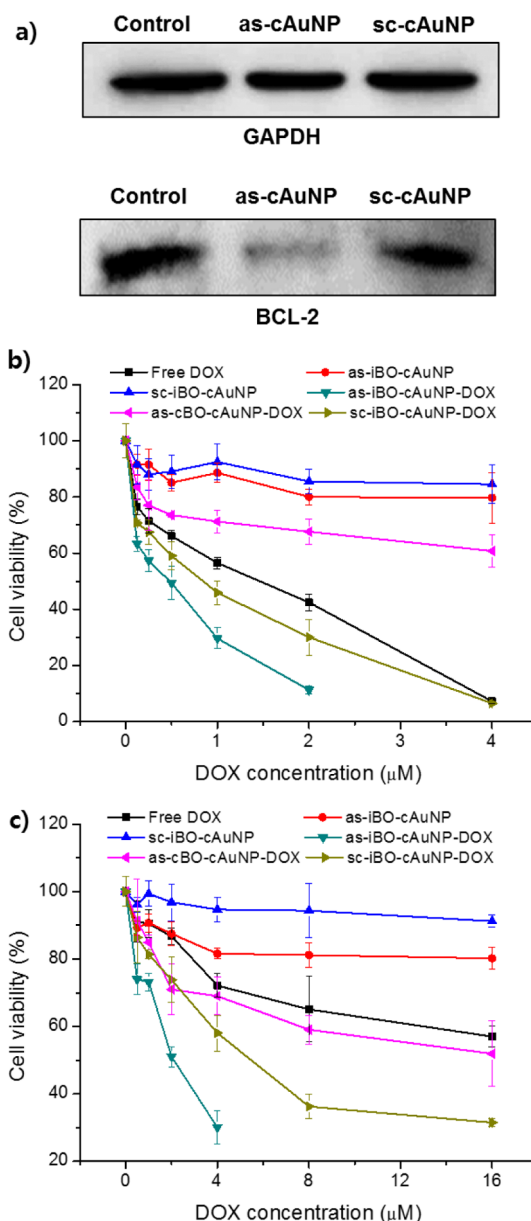 a)
Control as-cAuNP sc-cAuNP
GAPDH
Control as-cAuNP sc-cAuNP
BCL-2
b)
Free DOX as-iBO-cAuNP
sc-iBO-cAuNP as-iBO-cAuNP-DOX
as-cBO-cAuNP-DOX sc-iBO-cAuNP-DOX
120
100
80
60
40
20
0
Cell viability (%)
0 1 2 3 4
DOX concentration (μM)
c)
Free DOX as-iBO-cAuNP
sc-iBO-cAuNP as-iBO-cAuNP-DOX
as-cBO-cAuNP-DOX sc-iBO-cAuNP-DOX
120
100
80
60
40
20
Cell viability (%)
0 4 8 12 16
DOX concentration (μM)